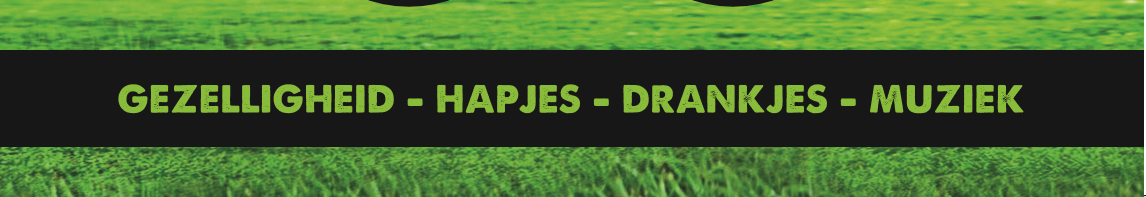 GEZELLIGHEID - HAPJES - DRANKJES - MUZIEK